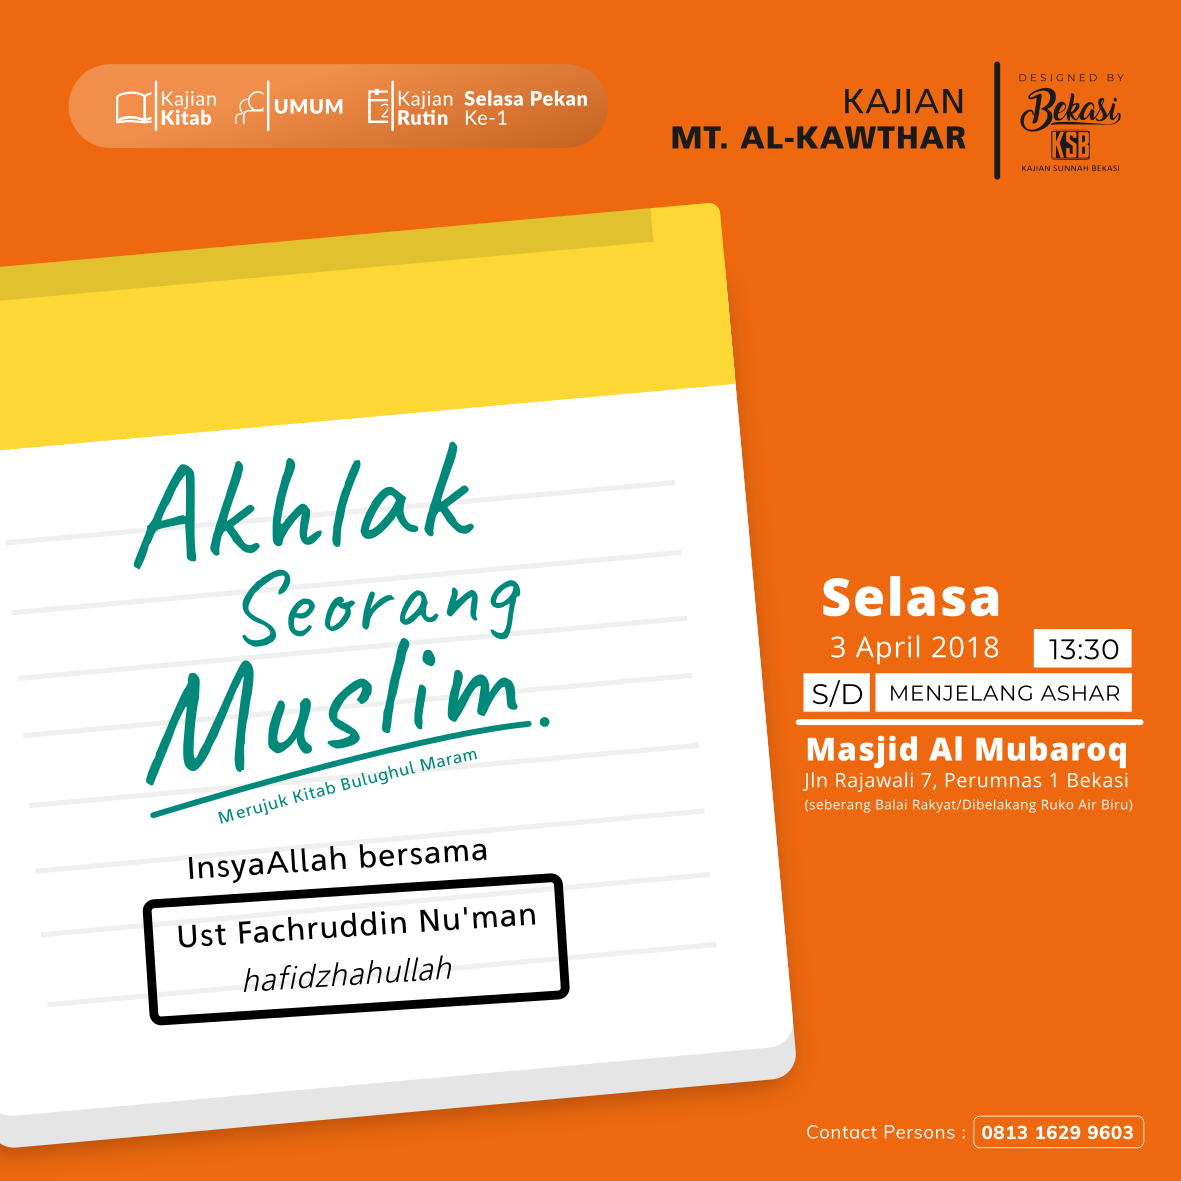 Kajian
Kitab
UMUM
2
Kajian
Rutin
Selasa Pekan
Ke-1
KAJIAN
MT. AL-KAWTHAR
DESIGNED BY
Bekasi
KSB
KAJIAN SUNNAH BEKASI
Akhlak
Seorang
Muslim.
Merujuk Kitab Bulughul Maram
InsyaAllah bersama
Ust Fachruddin Nu'man
hafidzhahullah
Selasa
3 April 2018
13:30
S/D MENJELANG ASHAR
Masjid Al Mubaroq
Jln Rajawali 7, Perumnas 1 Bekasi
(seberang Balai Rakyat/Dibelakang Ruko Air Biru)
Contact Persons : 0813 1629 9603